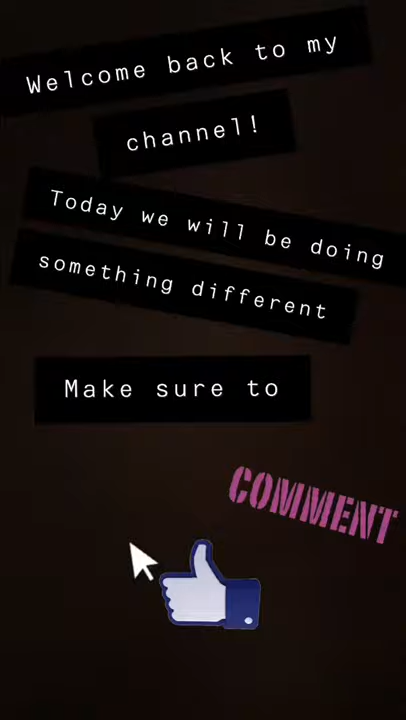 Welcome back to my
channel!
Today we will be doing
something different
Make sure to
COMMENT